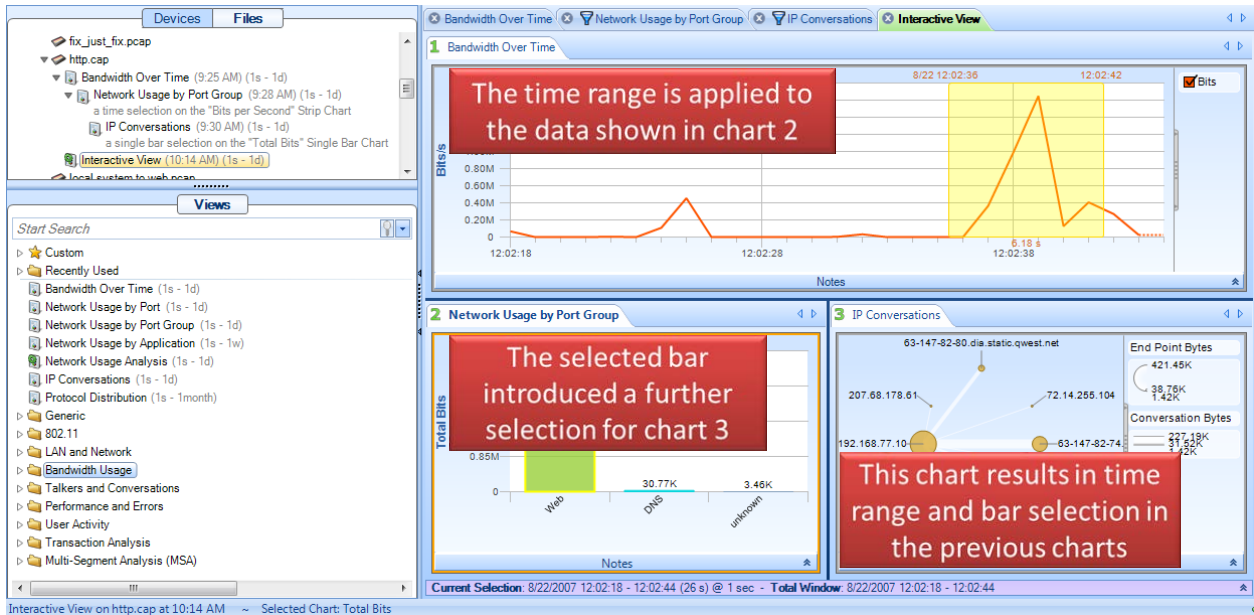 Devices
Files
fix_just_fix.pcap
http.cap
Bandwidth Over Time (9:25 AM) (1s - 1d)
Network Usage by Port Group (9:28 AM) (1s - 1d)
a time selection on the "Bits per Second" Strip Chart
IP Conversations (9:30 AM) (1s - 1d)
a single bar selection on the "Total Bits" Single Bar Chart
Interactive View (10:14 AM) (1s - 1d)
local system to web.pcap
Views
Start Search
Custom
Recently Used
Bandwidth Over Time (1s - 1d)
Network Usage by Port (1s - 1d)
Network Usage by Port Group (1s - 1d)
Network Usage by Application (1s - 1w)
Network Usage Analysis (1s - 1d)
IP Conversations (1s - 1d)
Protocol Distribution (1s - 1month)
Generic
802.11
LAN and Network
Bandwidth Usage
Talkers and Conversations
Performance and Errors
User Activity
Transaction Analysis
Multi-Segment Analysis (MSA)
Bandwidth Over Time
Network Usage by Port Group
IP Conversations
Interactive View
1 Bandwidth Over Time
The time range is applied to
the data shown in chart 2
8/22 12:02:36
12:02:42
Bits
Bits/s
0.80M
0.60M
0.40M
0.20M
0
6.18 s
12:02:18
12:02:28
12:02:38
Notes
2 Network Usage by Port Group
The selected bar
introduced a further
selection for chart 3
Total Bits
0.85M
0
30.77K
3.46K
Web
DNS
unknown
Notes
3 IP Conversations
63-147-82-80.dia.static.qwest.net
207.68.178.61
72.14.255.104
192.168.77.10
63-147-82-74.
End Point Bytes
421.45K
38.76K
1.42K
Conversation Bytes
227.19K
31.52K
1.42K
This chart results in time
range and bar selection in
the previous charts
Notes
Current Selection: 8/22/2007 12:02:18 - 12:02:44 (26 s) @ 1 sec - Total Window: 8/22/2007 12:02:18 - 12:02:44
Interactive View on http.cap at 10:14 AM ~ Selected Chart: Total Bits